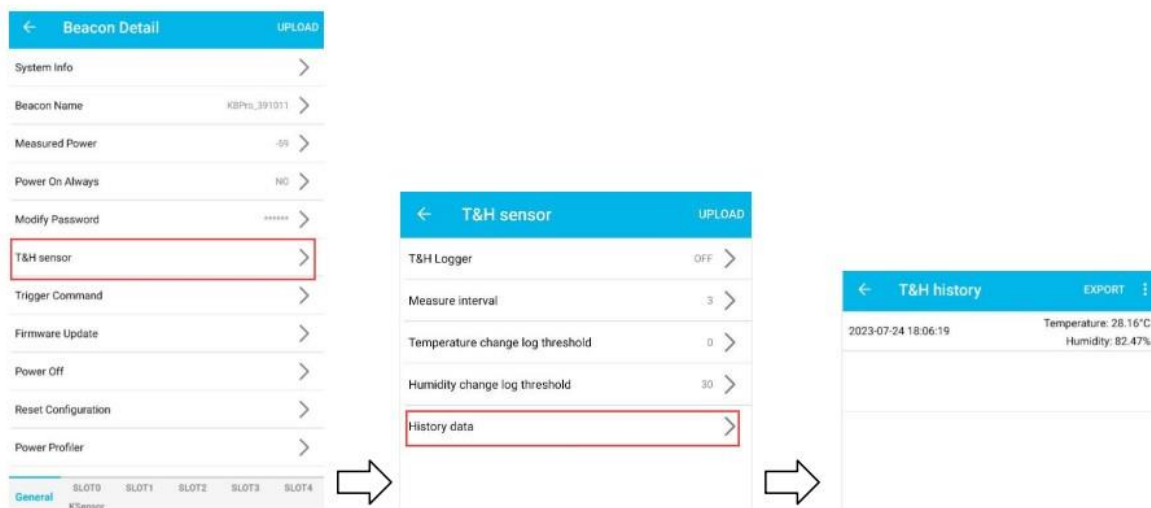 ← Beacon Detail UPLOAD
System Info
Beacon Name KBPro_391011
Measured Power -59
Power On Always NO
Modify Password ******
T&H sensor
Trigger Command
Firmware Update
Power Off
Reset Configuration
Power Profiler
General SLOT0 SLOT1 SLOT2 SLOT3 SLOT4
KSensor
← T&H sensor UPLOAD
T&H Logger OFF
Measure interval 3
Temperature change log threshold 0
Humidity change log threshold 30
History data
← T&H history EXPORT
2023-07-24 18:06:19 Temperature: 28.16°C
Humidity: 82.47%